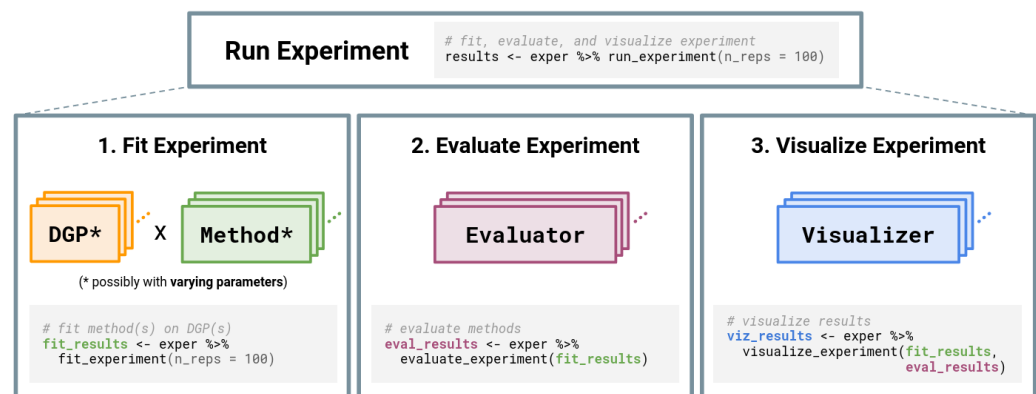 Run Experiment
# fit, evaluate, and visualize experiment
results <- exper %>% run_experiment(n_reps = 100)
1. Fit Experiment
DGP*
X
Method*
(* possibly with varying parameters)
# fit method(s) on DGP(s)
fit_results <- exper %>%
fit_experiment(n_reps = 100)
2. Evaluate Experiment
Evaluator
# evaluate methods
eval_results <- exper %>%
evaluate_experiment(fit_results)
3. Visualize Experiment
Visualizer
# visualize results
viz_results <- exper %>%
visualize_experiment(fit_results,
eval_results)